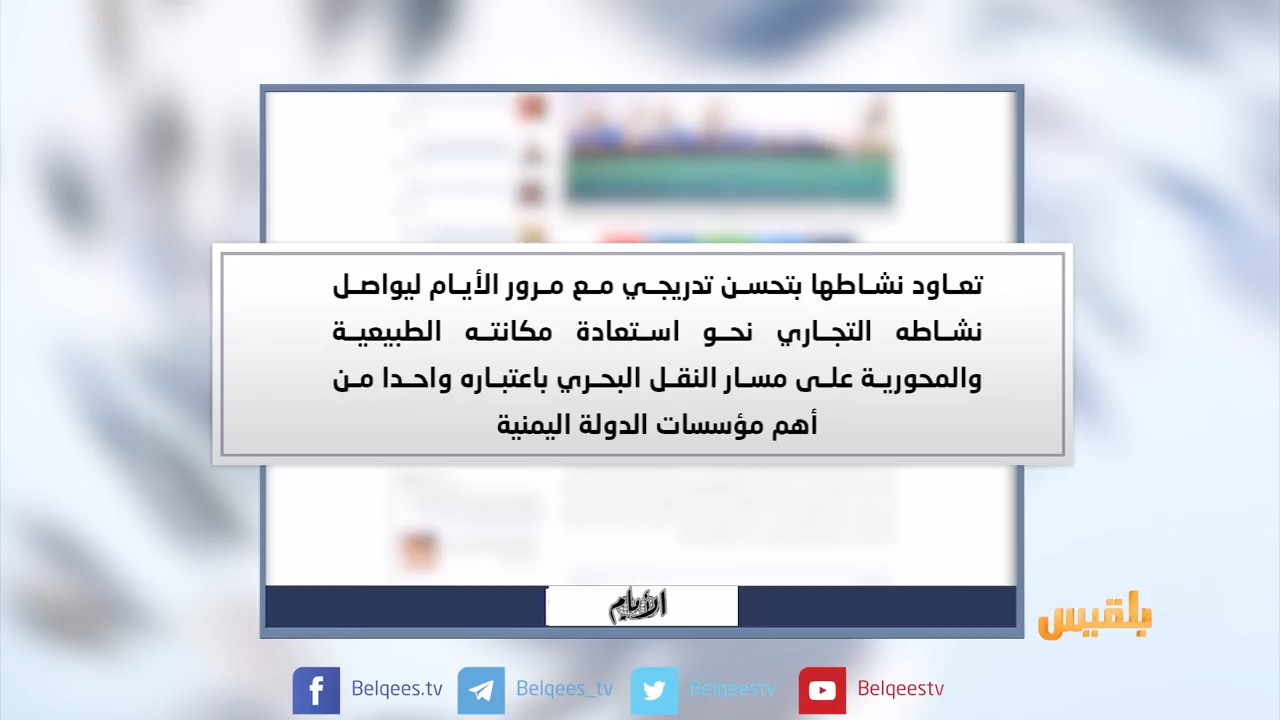 تعاود نشاطها بتحسن تدريجي مع مرور الأيام ليواصل
نشاطه التجاري نحو استعادة مكانته الطبيعية
والمحورية على مسار النقل البحري باعتباره واحدا من
أهم مؤسسات الدولة اليمنية
الأيام
بلقيس
Belqees.tv
Belqees_tv
Belqeestv
Belqeestv